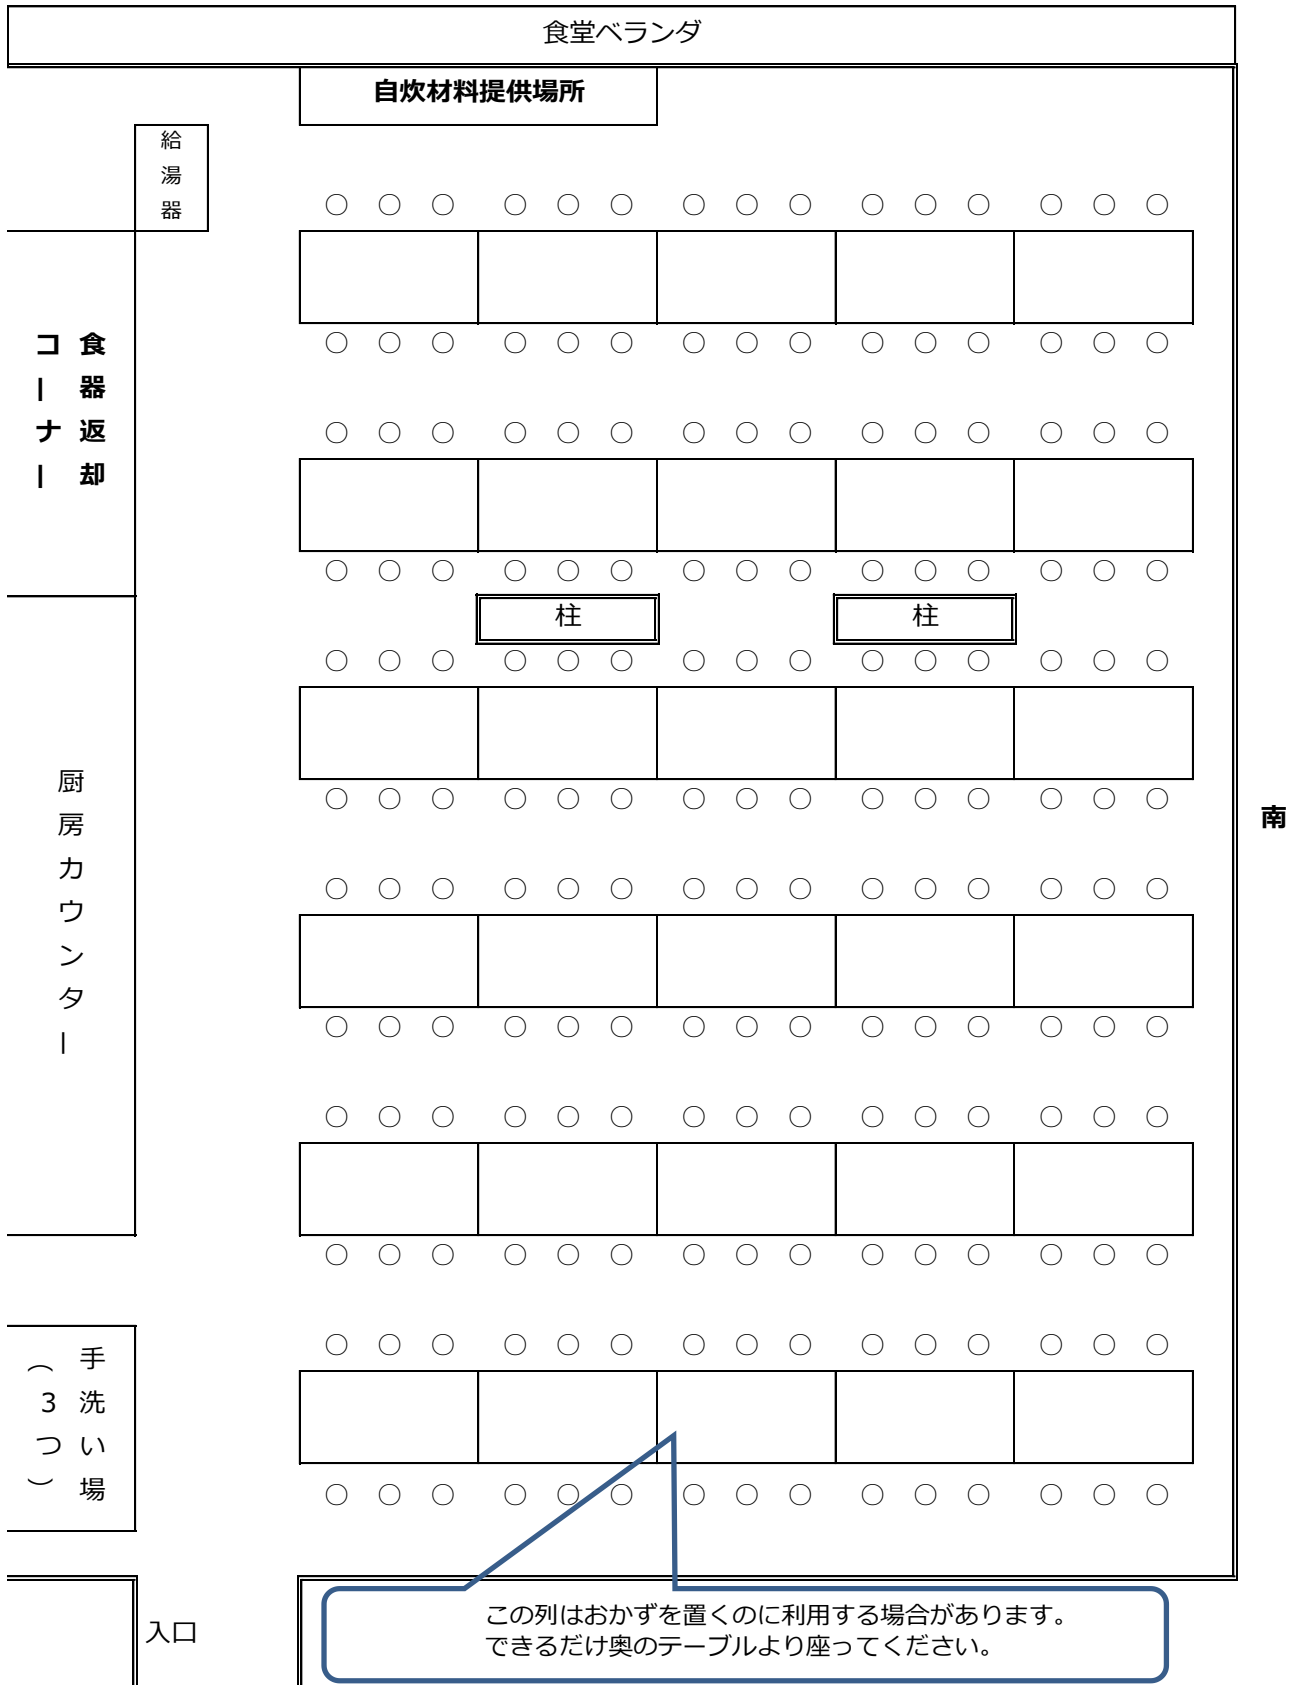 食堂ベランダ
自炊材料提供場所
給湯器
食器返却
コーナー
柱
柱
厨房カウンター
南
手洗い場
（３つ）
入口
この列はおかずを置くのに利用する場合があります。
できるだけ奥のテーブルより座ってください。